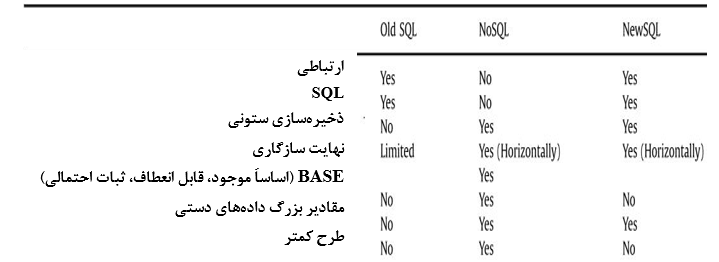 Old SQL NoSQL NewSQL
ارتباطی Yes No Yes
SQL Yes No Yes
ذخیره‌سازی ستونی No Yes Yes
نهایت سازگاری Limited Yes (Horizontally) Yes (Horizontally)
BASE (اساساً موجود، قابل انعطاف، ثبات احتمالی) Yes
مقادیر بزرگ داده‌های دستی No Yes No
No Yes Yes
طرح کمتر No Yes No